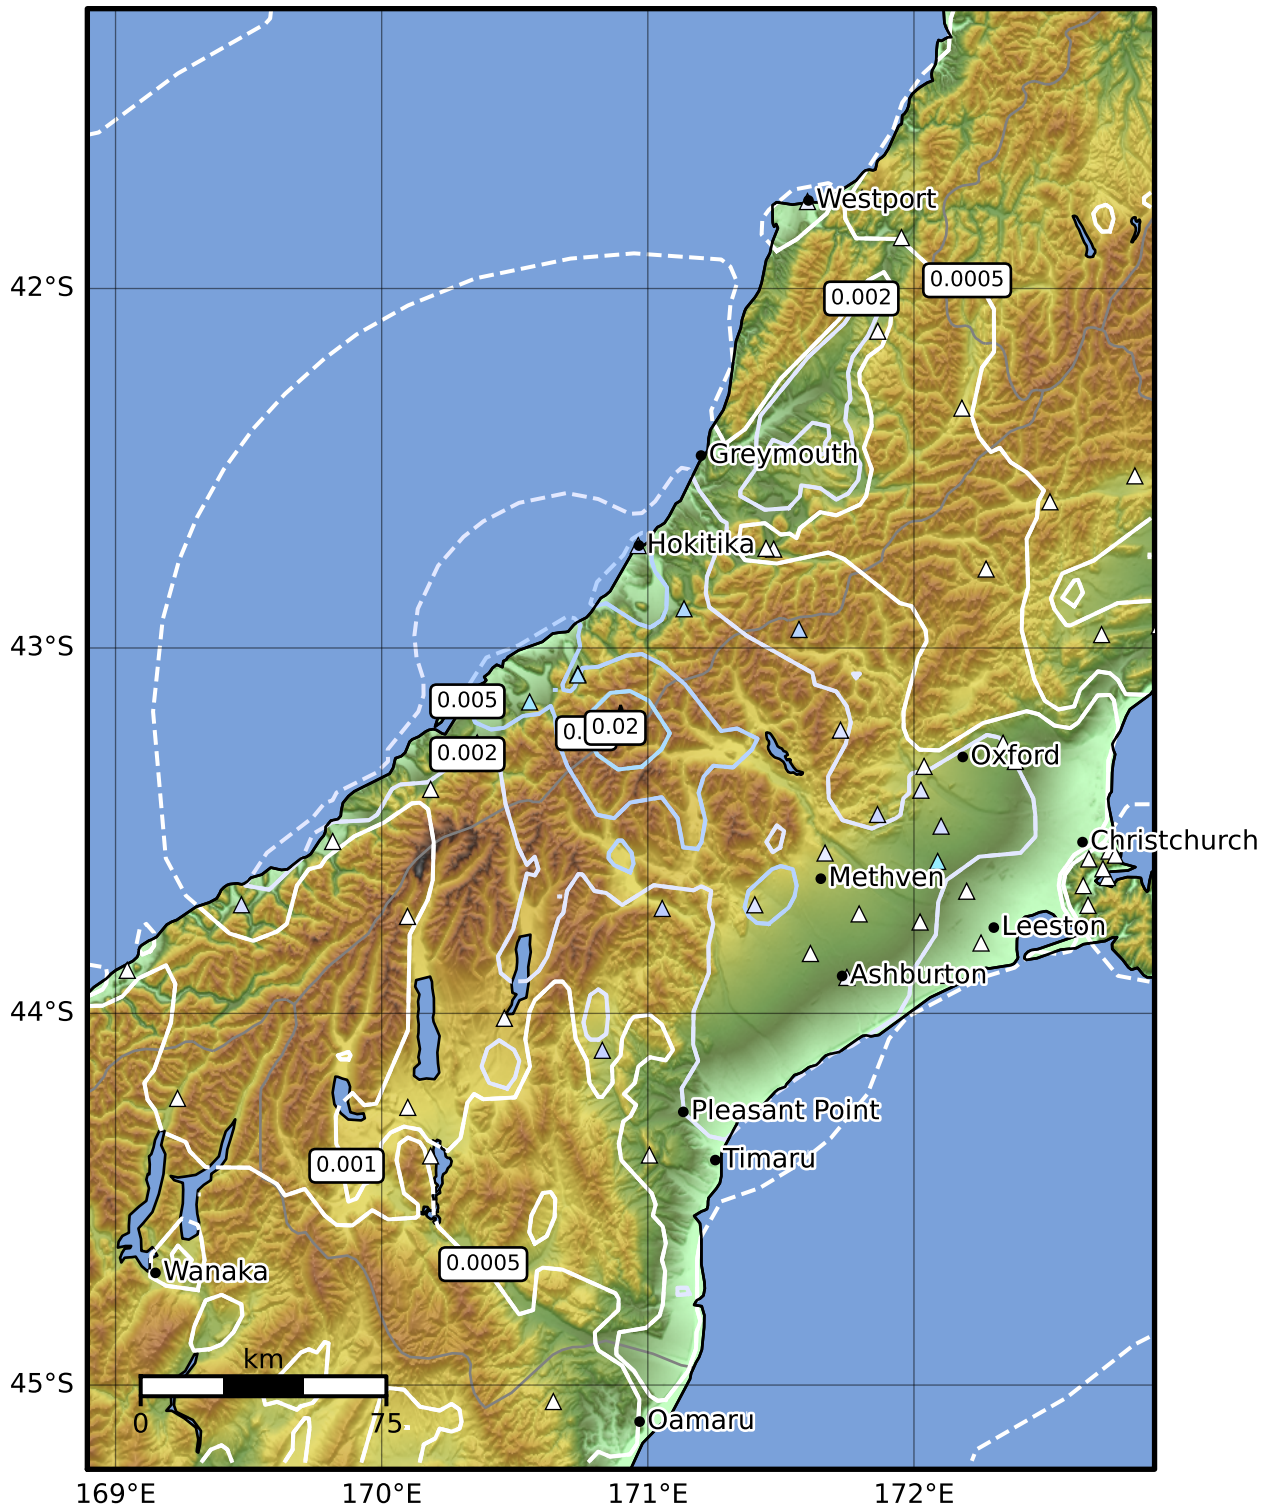 Westport
42°S
0.002
0.0005
Greymouth
Hokitika
43°S
0.005
0.02
0.002
Oxford
Christchurch
Methven
Leeston
Ashburton
44°S
Pleasant Point
Timaru
0.001
0.0005
Wanaka
km
45°S
0
75
Oamaru
169°E
170°E
171°E
172°E